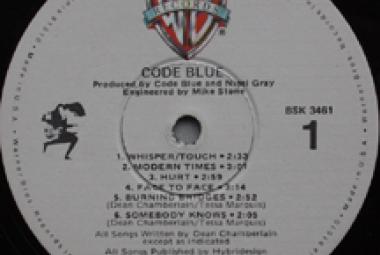 RECORDS
CODE BLUE
Produced by Code Blue and Nigel Gray
Engineered by Mike Stone
BSK 3461
1
1. WHISPER/TOUCH • 2:33
2. MODERN TIMES • 3:01
3. HURT • 2:59
4. FACE TO FACE • 3:14
5. BURNING BRIDGES • 2:52
(Dean Chamberlain/Tessa Marquis)
6. SOMEBODY KNOWS • 2:05
(Dean Chamberlain/Tessa Marquis)
All Songs Written by Dean Chamberlain
except as indicated
All Songs Published by Hybridesign